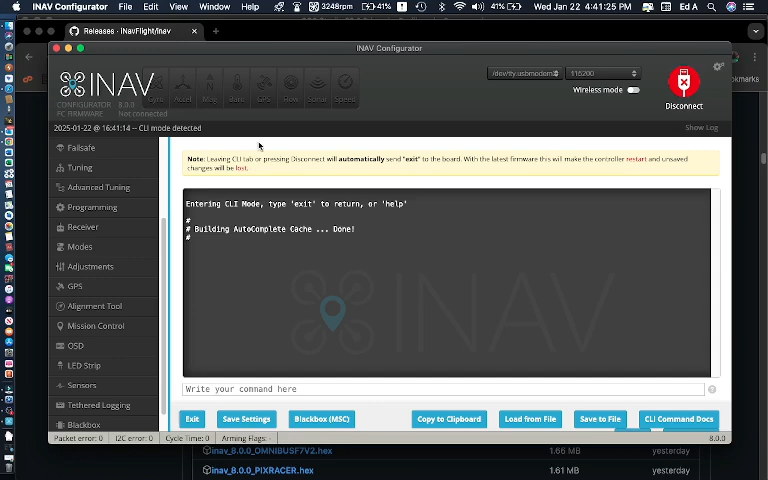 INAV Configurator File Edit View Window Help 3248rpm 41% 41% Wed Jan 22 4:41:25 PM Ed A
Releases · iNavFlight/inav
INAV Configurator
INAV
CONFIGURATOR 8.0.0
FC FIRMWARE Not connected
Gyro Accel Mag Baro GPS Flow Sonar Speed
/dev/tty.usbmodem
115200
Wireless mode
Disconnect
2025-01-22 @ 16:41:14 -- CLI mode detected
Show Log
Failsafe
Tuning
Advanced Tuning
Programming
Receiver
Modes
Adjustments
GPS
Alignment Tool
Mission Control
OSD
LED Strip
Sensors
Tethered Logging
Blackbox
Note: Leaving CLI tab or pressing Disconnect will automatically send "exit" to the board. With the latest firmware this will make the controller restart and unsaved
changes will be lost.
Entering CLI Mode, type 'exit' to return, or 'help'
#
# Building AutoComplete Cache ... Done!
#
INAV
Write your command here
Exit
Save Settings
Blackbox (MSC)
Copy to Clipboard
Load from File
Save to File
CLI Command Docs
Packet error: 0 I2C error: 0 Cycle Time: 0 Arming Flags: - 8.0.0
inav_8.0.0_OMNIBUSF7V2.hex 1.66 MB yesterday
inav_8.0.0_PIXRACER.hex 1.61 MB yesterday